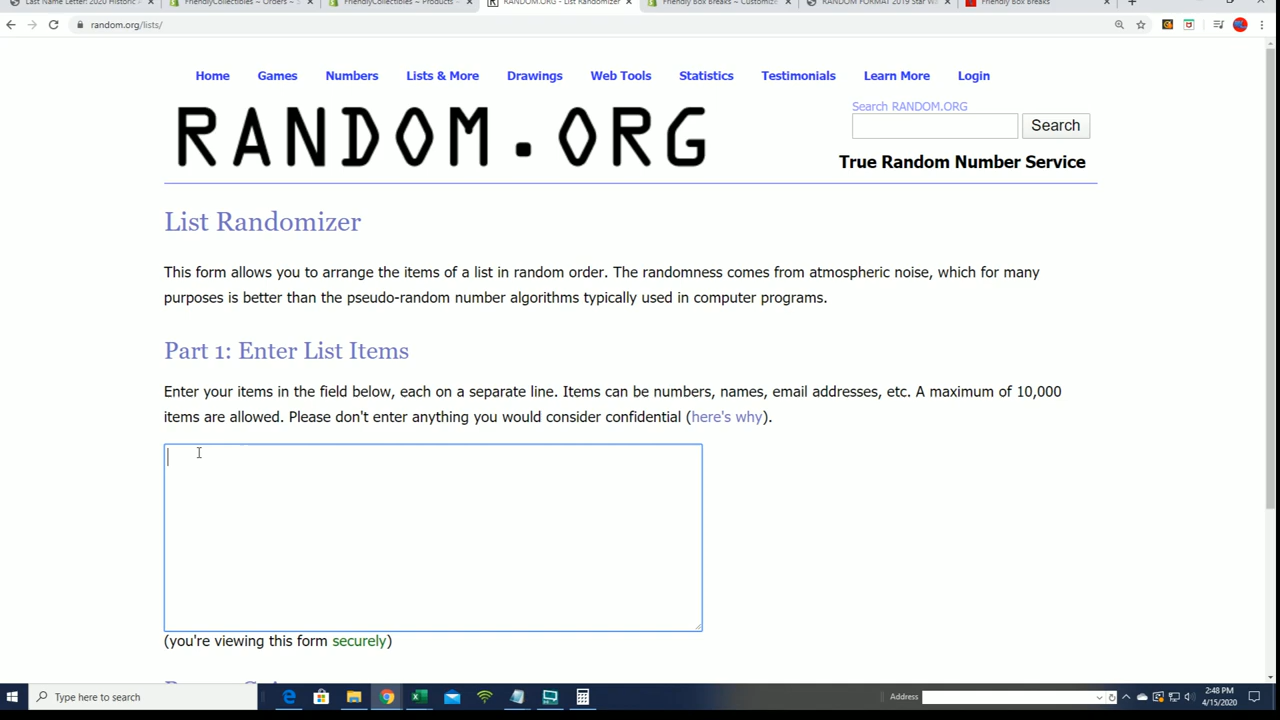 Last Name Letter: 2020 Historic FriendlyCollectibles ~ Orders ~ FriendlyCollectibles ~ Products ~ RANDOM.ORG - List Randomizer Friendly Box Breaks ~ Customize RANDOM FORMAT 2019 Star Friendly Box Breaks
random.org/lists/
Home Games Numbers Lists & More Drawings Web Tools Statistics Testimonials Learn More Login
RANDOM.ORG
Search RANDOM.ORG
Search
True Random Number Service
List Randomizer
This form allows you to arrange the items of a list in random order. The randomness comes from atmospheric noise, which for many
purposes is better than the pseudo-random number algorithms typically used in computer programs.
Part 1: Enter List Items
Enter your items in the field below, each on a separate line. Items can be numbers, names, email addresses, etc. A maximum of 10,000
items are allowed. Please don't enter anything you would consider confidential (here's why).
(you're viewing this form securely)
Type here to search
Address
2:48 PM
4/15/2020